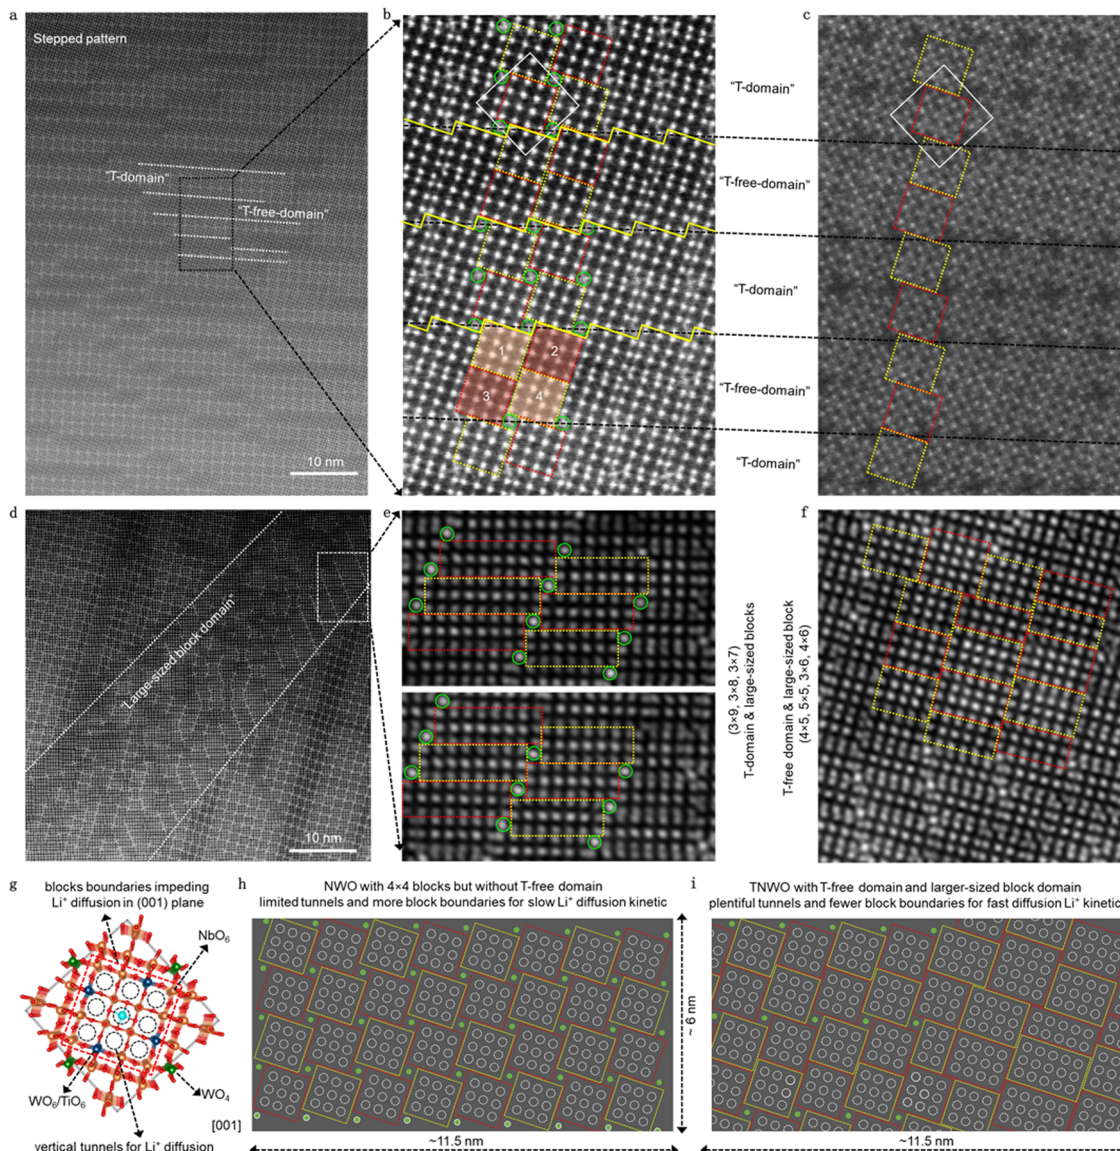 a
Stepped pattern
"T-domain"
"T-free-domain"
10 nm
b
1
2
3
4
"T-domain"
"T-free-domain"
"T-domain"
"T-free-domain"
"T-domain"
c
d
"Large-sized block domain"
10 nm
e
T-domain & large-sized blocks
(3×9, 3×8, 3×7)
T-free domain & large-sized block
(4×5, 5×5, 3×6, 4×6)
f
g
blocks boundaries impeding
Li⁺ diffusion in (001) plane
NbO₆
WO₆/TiO₆
WO₄
[001]
vertical tunnels for Li⁺ diffusion
h
NWO with 4×4 blocks but without T-free domain
limited tunnels and more block boundaries for slow Li⁺ diffusion kinetic
~11.5 nm
~ 6 nm
i
TNWO with T-free domain and larger-sized block domain
plentiful tunnels and fewer block boundaries for fast diffusion Li⁺ kinetic
~11.5 nm